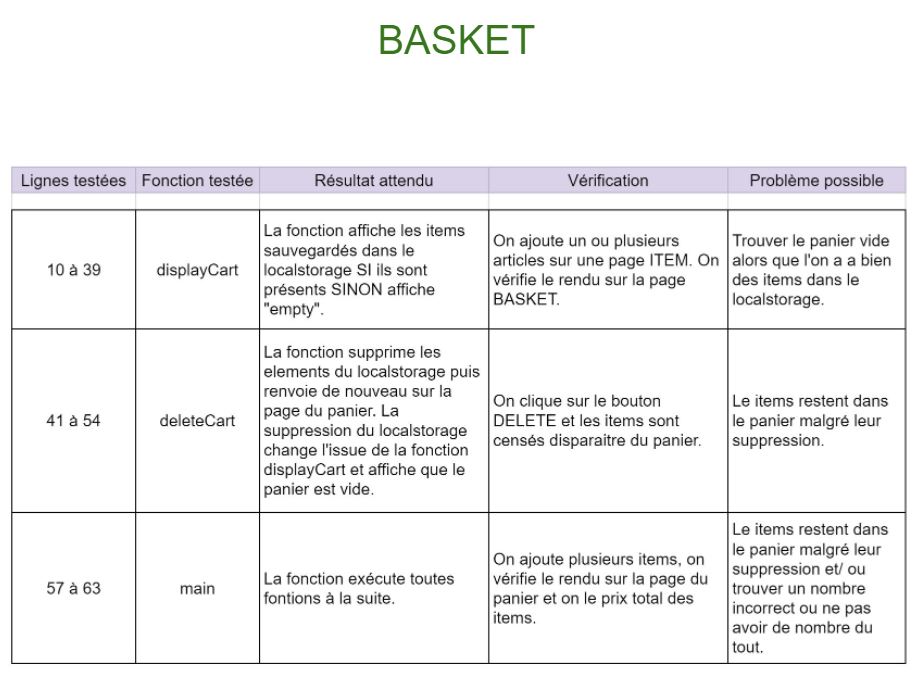 BASKET
Lignes testées Fonction testée Résultat attendu Vérification Problème possible
10 à 39
displayCart
La fonction affiche les items
sauvegardés dans le
localstorage SI ils sont
présents SINON affiche
"empty".
On ajoute un ou plusieurs
articles sur une page ITEM. On
vérifie le rendu sur la page
BASKET.
Trouver le panier vide
alors que l'on a a bien
des items dans le
localstorage.
41 à 54
deleteCart
La fonction supprime les
elements du localstorage puis
renvoie de nouveau sur la
page du panier. La
suppression du localstorage
change l'issue de la fonction
displayCart et affiche que le
panier est vide.
On clique sur le bouton
DELETE et les items sont
censés disparaitre du panier.
Le items restent dans
le panier malgré leur
suppression.
57 à 63
main
La fonction exécute toutes
fontions à la suite.
On ajoute plusieurs items, on
vérifie le rendu sur la page du
panier et on le prix total des
items.
Le items restent dans
le panier malgré leur
suppression et/ ou
trouver un nombre
incorrect ou ne pas
avoir de nombre du
tout.